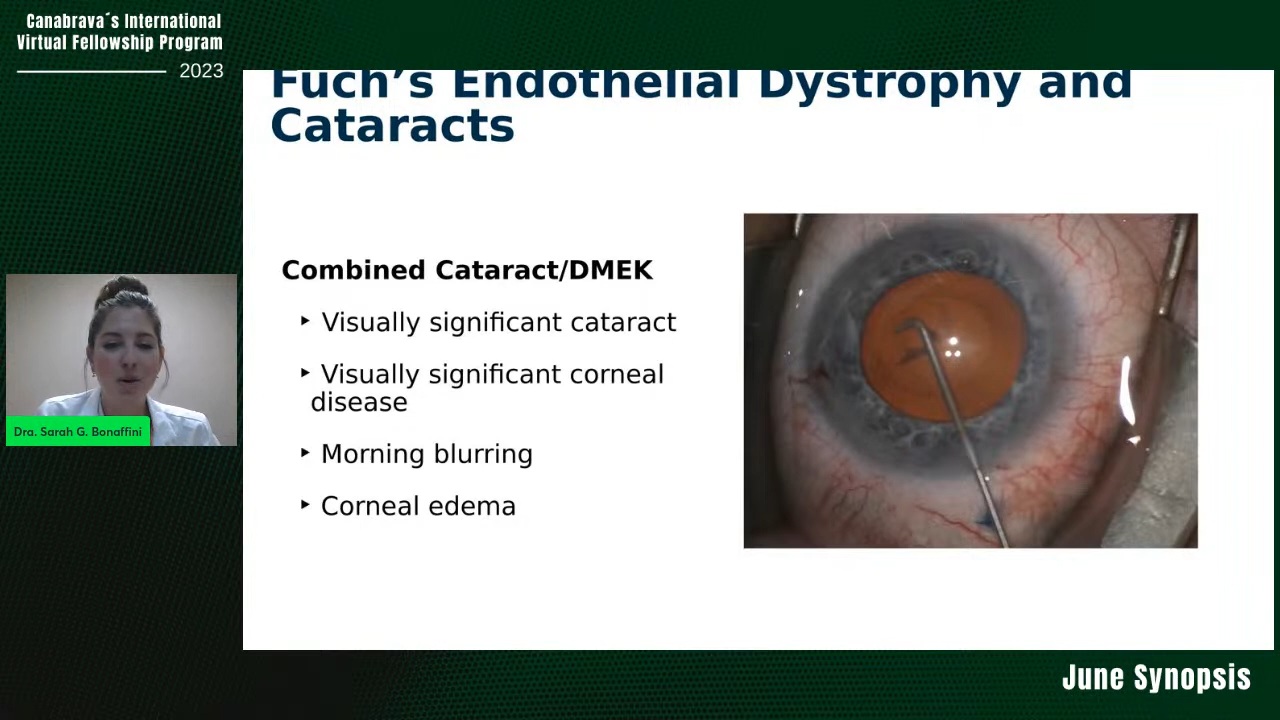 Canabrava´s International
Virtual Fellowship Program
2023
Fuch’s Endothelial Dystrophy and
Cataracts
Combined Cataract/DMEK
‣ Visually significant cataract
‣ Visually significant corneal
disease
‣ Morning blurring
‣ Corneal edema
Dra. Sarah G. Bonaffini
June Synopsis